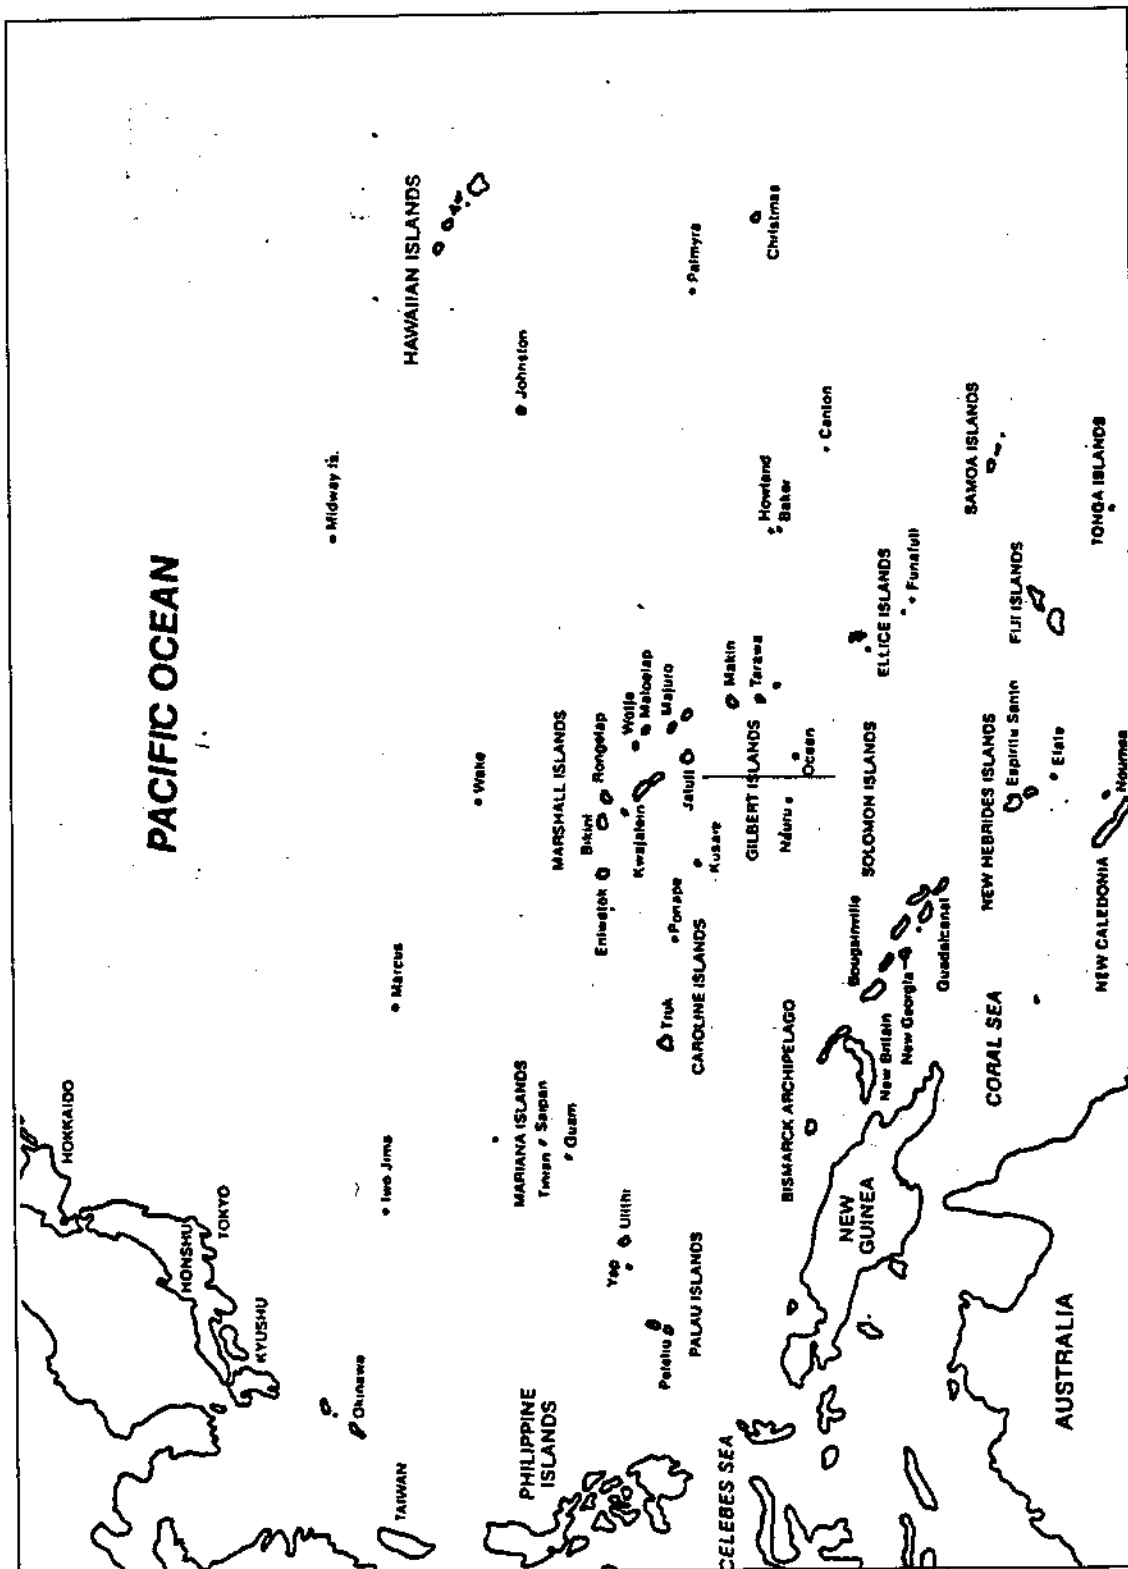 PACIFIC OCEAN
HOKKAIDO
HONSHU
TOKYO
KYUSHU
Okinawa
TAIWAN
Iwo Jima
Marcus
Midway Is.
HAWAIIAN ISLANDS
Johnston
Wake
MARIANA ISLANDS
Saipan
Guam
PHILIPPINE
ISLANDS
Yap
Ulithi
PALAU ISLANDS
MARSHALL ISLANDS
Bikini
Rongelap
Eniwetok
Wotje
Maloelap
Majuro
Kwajalein
Jaluit
Truk
Ponape
Kusaie
CAROLINE ISLANDS
Makin
Tarawa
GILBERT ISLANDS
Nauru
Ocean
Howland
Baker
Palmyra
Christmas
Canton
CELEBES SEA
BISMARCK ARCHIPELAGO
NEW
GUINEA
New Britain
Bougainville
New Georgia
Guadalcanal
SOLOMON ISLANDS
ELLICE ISLANDS
Funafuti
SAMOA ISLANDS
CORAL SEA
NEW HEBRIDES ISLANDS
Espiritu Santo
Efate
FIJI ISLANDS
TONGA ISLANDS
NEW CALEDONIA
Noumea
AUSTRALIA